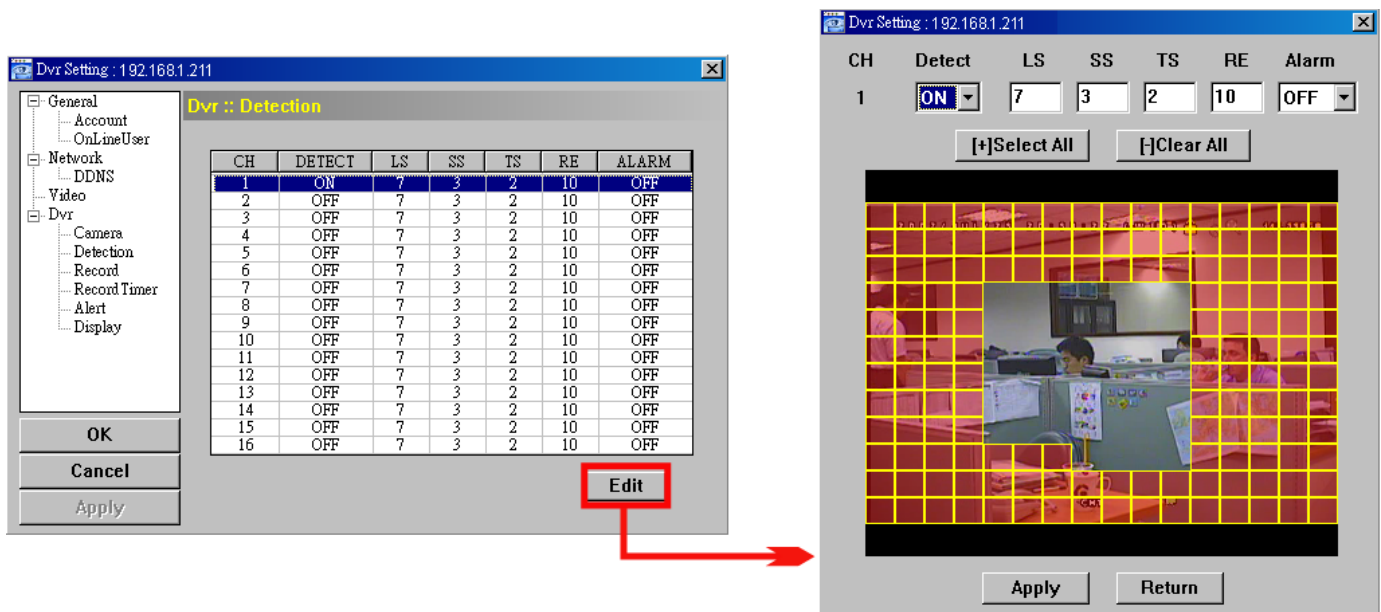 Dvr Setting : 192.168.1.211
General
Account
OnLineUser
Network
DDNS
Video
Dvr
Camera
Detection
Record
Record Timer
Alert
Display
OK
Cancel
Apply
Dvr :: Detection
CH DETECT LS SS TS RE ALARM
1 ON 7 3 2 10 OFF
2 OFF 7 3 2 10 OFF
3 OFF 7 3 2 10 OFF
4 OFF 7 3 2 10 OFF
5 OFF 7 3 2 10 OFF
6 OFF 7 3 2 10 OFF
7 OFF 7 3 2 10 OFF
8 OFF 7 3 2 10 OFF
9 OFF 7 3 2 10 OFF
10 OFF 7 3 2 10 OFF
11 OFF 7 3 2 10 OFF
12 OFF 7 3 2 10 OFF
13 OFF 7 3 2 10 OFF
14 OFF 7 3 2 10 OFF
15 OFF 7 3 2 10 OFF
16 OFF 7 3 2 10 OFF
Edit
Dvr Setting : 192.168.1.211
CH Detect LS SS TS RE Alarm
1 ON 7 3 2 10 OFF
[+]Select All [-]Clear All
Apply Return